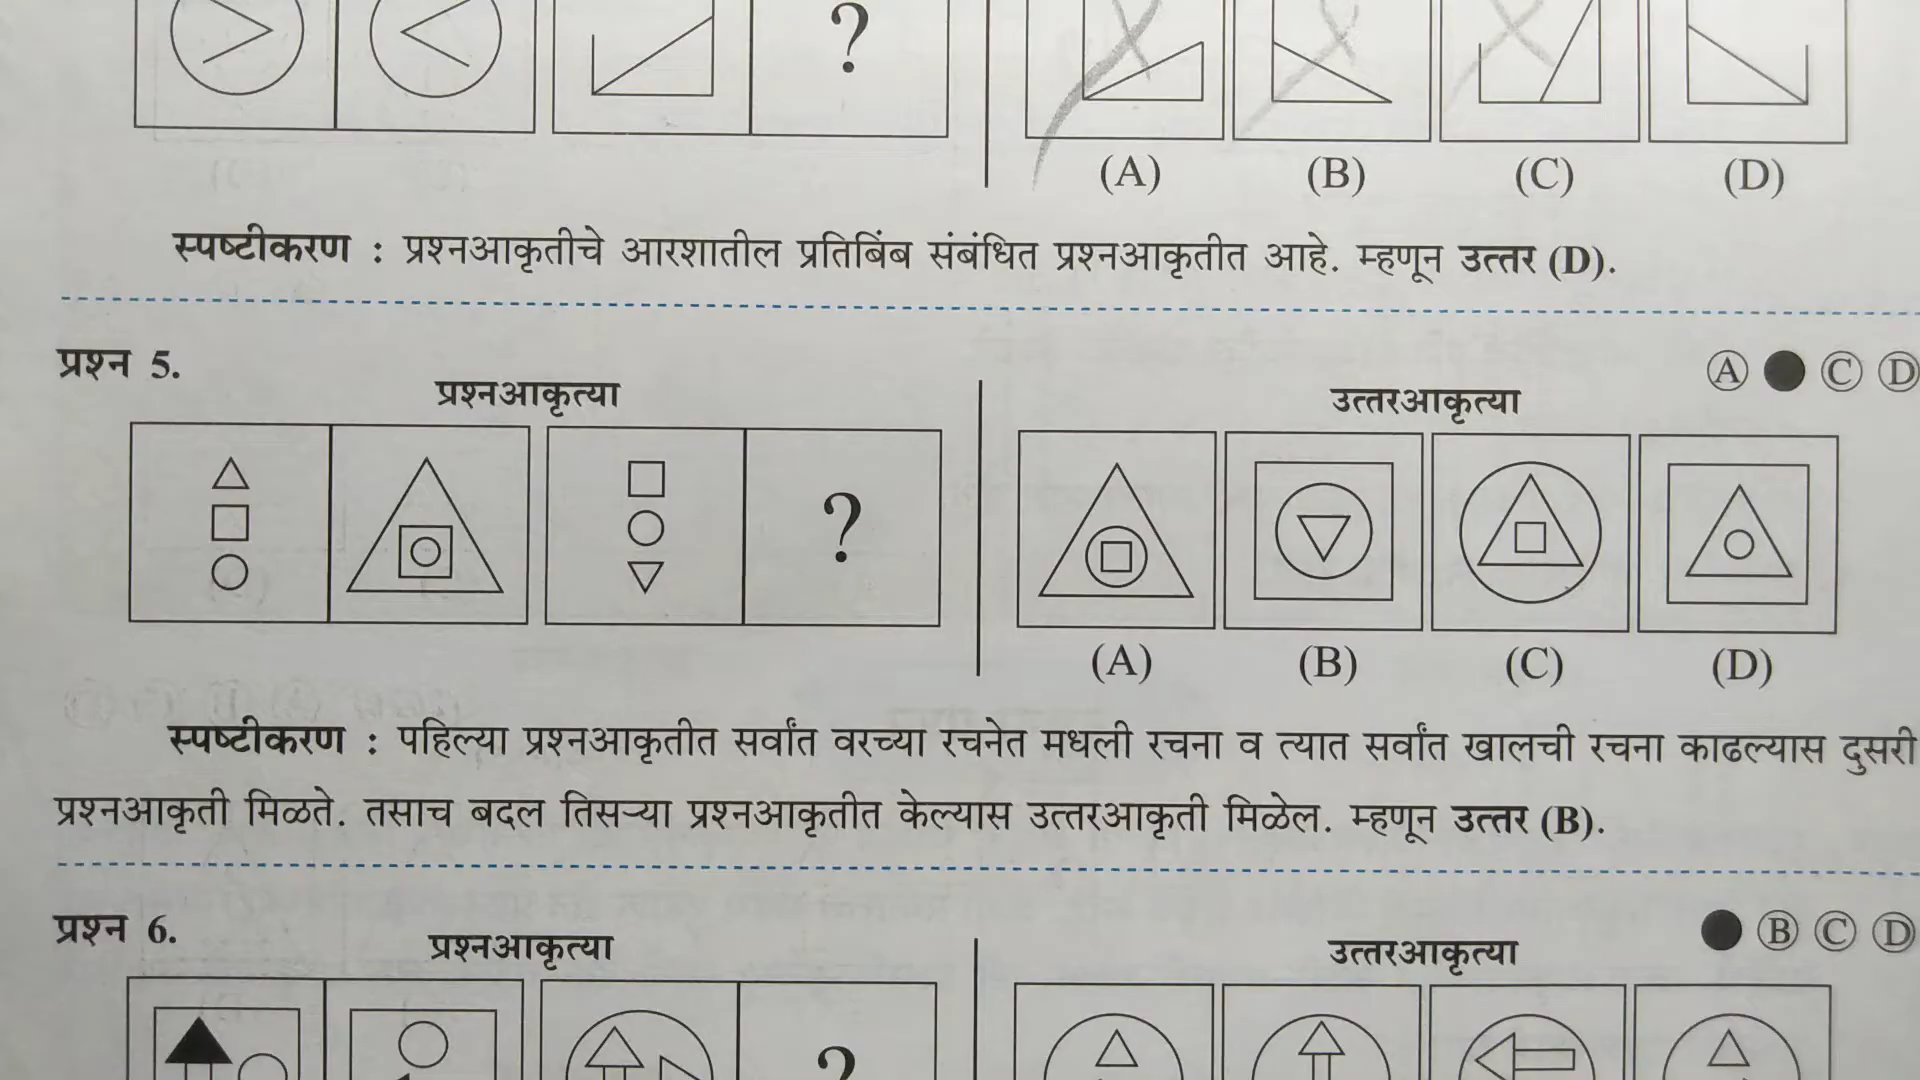 ?
(A) (B) (C) (D)
स्पष्टीकरण : प्रश्नआकृतीचे आरशातील प्रतिबिंब संबंधित प्रश्नआकृतीत आहे. म्हणून उत्तर (D).
प्रश्न 5. Ⓐ ● Ⓒ Ⓓ
प्रश्नआकृत्या उत्तरआकृत्या
?
(A) (B) (C) (D)
स्पष्टीकरण : पहिल्या प्रश्नआकृतीत सर्वांत वरच्या रचनेत मधली रचना व त्यात सर्वांत खालची रचना काढल्यास दुसरी
प्रश्नआकृती मिळते. तसाच बदल तिसऱ्या प्रश्नआकृतीत केल्यास उत्तरआकृती मिळेल. म्हणून उत्तर (B).
प्रश्न 6. ● Ⓑ Ⓒ Ⓓ
प्रश्नआकृत्या उत्तरआकृत्या
?